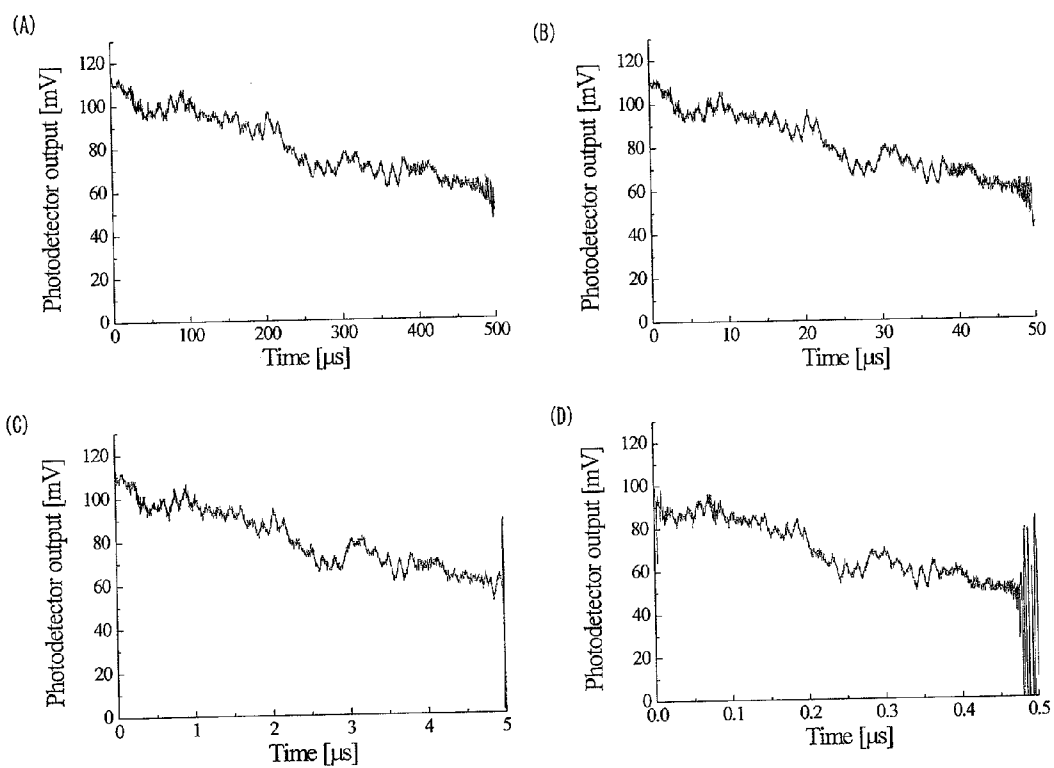 (A)
Photodetector output [mV]
120
100
80
60
40
20
0
0 100 200 300 400 500
Time [μs]
(B)
Photodetector output [mV]
120
100
80
60
40
20
0
0 10 20 30 40 50
Time [μs]
(C)
Photodetector output [mV]
120
100
80
60
40
20
0
0 1 2 3 4 5
Time [μs]
(D)
Photodetector output [mV]
120
100
80
60
40
20
0
0.0 0.1 0.2 0.3 0.4 0.5
Time [μs]